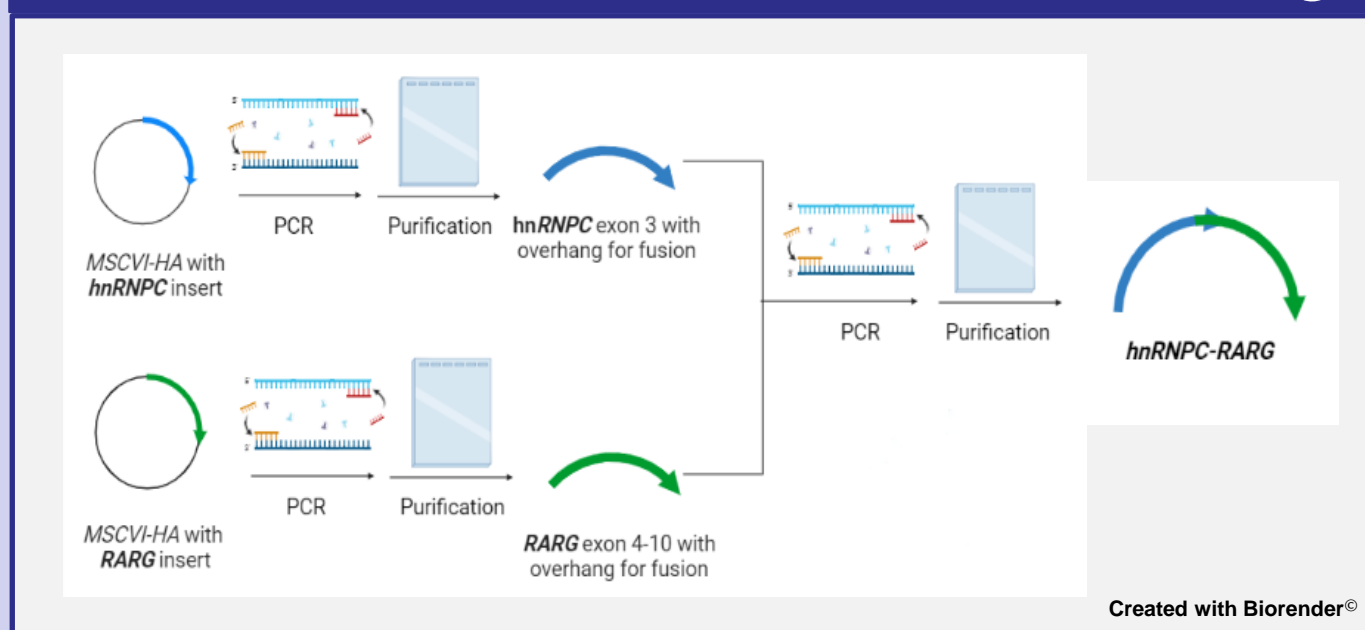 PCR
Purification
MSCVI-HA with
hnRNPC insert
hnRNPC exon 3 with
overhang for fusion
PCR
Purification
MSCVI-HA with
RARG insert
RARG exon 4-10 with
overhang for fusion
PCR
Purification
hnRNPC-RARG
Created with Biorender©